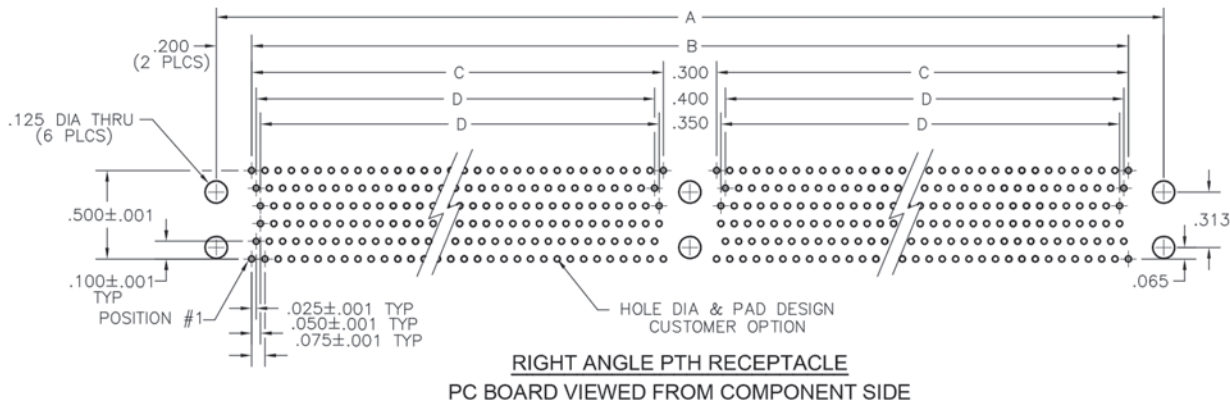 A
.200
(2 PLCS)
B
C
.300
C
D
.400
D
.125 DIA THRU
(6 PLCS)
D
.350
D
.500±.001
.313
.100±.001
TYP
.065
POSITION #1
.025±.001 TYP
.050±.001 TYP
.075±.001 TYP
HOLE DIA & PAD DESIGN
CUSTOMER OPTION
RIGHT ANGLE PTH RECEPTACLE
PC BOARD VIEWED FROM COMPONENT SIDE